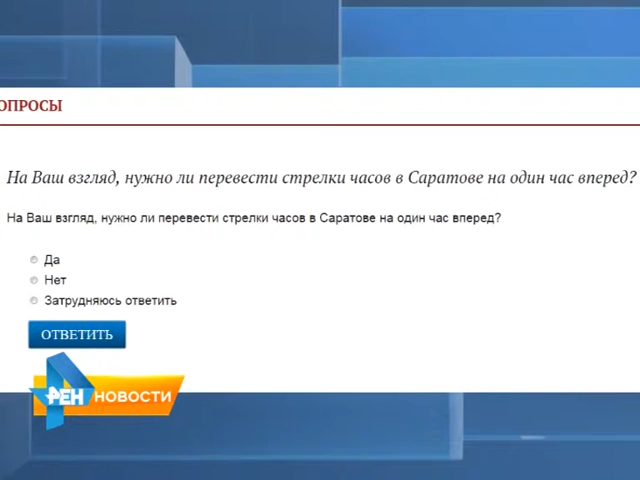 ОПРОСЫ
На Ваш взгляд, нужно ли перевести стрелки часов в Саратове на один час вперед?
На Ваш взгляд, нужно ли перевести стрелки часов в Саратове на один час вперед?
Да
Нет
Затрудняюсь ответить
ОТВЕТИТЬ
РЕН НОВОСТИ